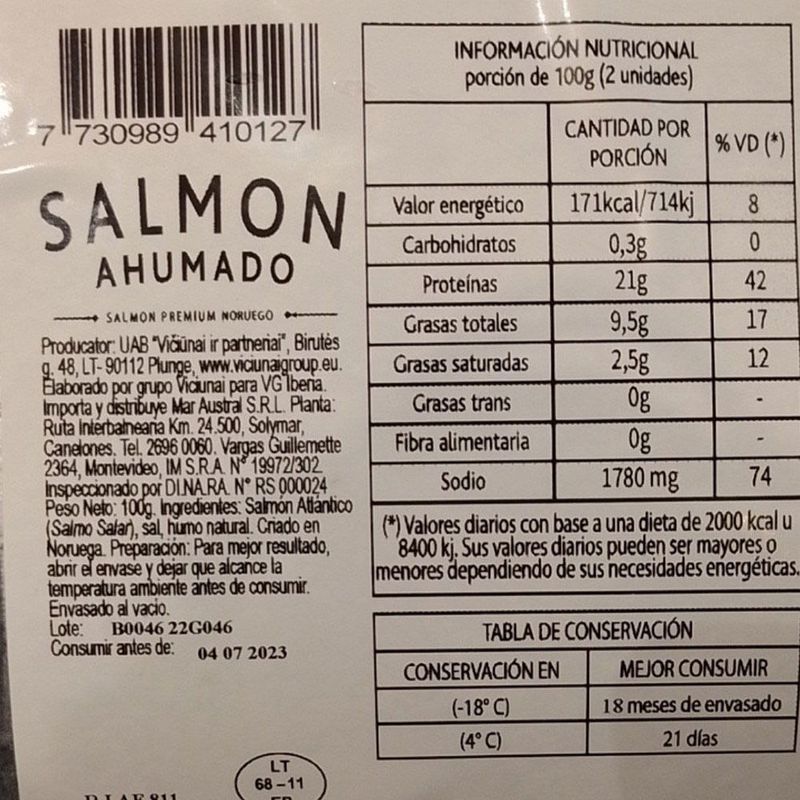 7 730989 410127
SALMON
AHUMADO
SALMON PREMIUM NORUEGO
Producator: UAB "Vičiūnai ir partneriai", Birutės
g. 48, LT- 90112 Plunge, www.viciunaigroup.eu.
Elaborado por grupo Viciunai para VG Iberia.
Importa y distribuye Mar Austral S.R.L. Planta:
Ruta Interbalnearia Km. 24.500, Solymar,
Canelones. Tel. 2696 0060. Vargas Guillemette
2364, Montevideo, IM S.R.A. N° 19972/302
Inspeccionado por DI.NA.RA. N° RS 000024
Peso Neto: 100g. Ingredientes: Salmón Atlántico
(Salmo Salar), sal, humo natural. Criado en
Noruega. Preparación: Para mejor resultado,
abrir el envase y dejar que alcance la
temperatura ambiente antes de consumir.
Envasado al vacío.
Lote: B0046 22G046
Consumir antes de: 04 07 2023
LT
68-11
INFORMACIÓN NUTRICIONAL
porción de 100g (2 unidades)
CANTIDAD POR PORCIÓN % VD (*)
Valor energético 171kcal/714kj 8
Carbohidratos 0,3g 0
Proteínas 21g 42
Grasas totales 9,5g 17
Grasas saturadas 2,5g 12
Grasas trans 0g -
Fibra alimentaria 0g -
Sodio 1780 mg 74
(*) Valores diarios con base a una dieta de 2000 kcal u
8400 kj. Sus valores diarios pueden ser mayores o
menores dependiendo de sus necesidades energéticas.
TABLA DE CONSERVACIÓN
CONSERVACIÓN EN MEJOR CONSUMIR
(-18° C) 18 meses de envasado
(4° C) 21 días